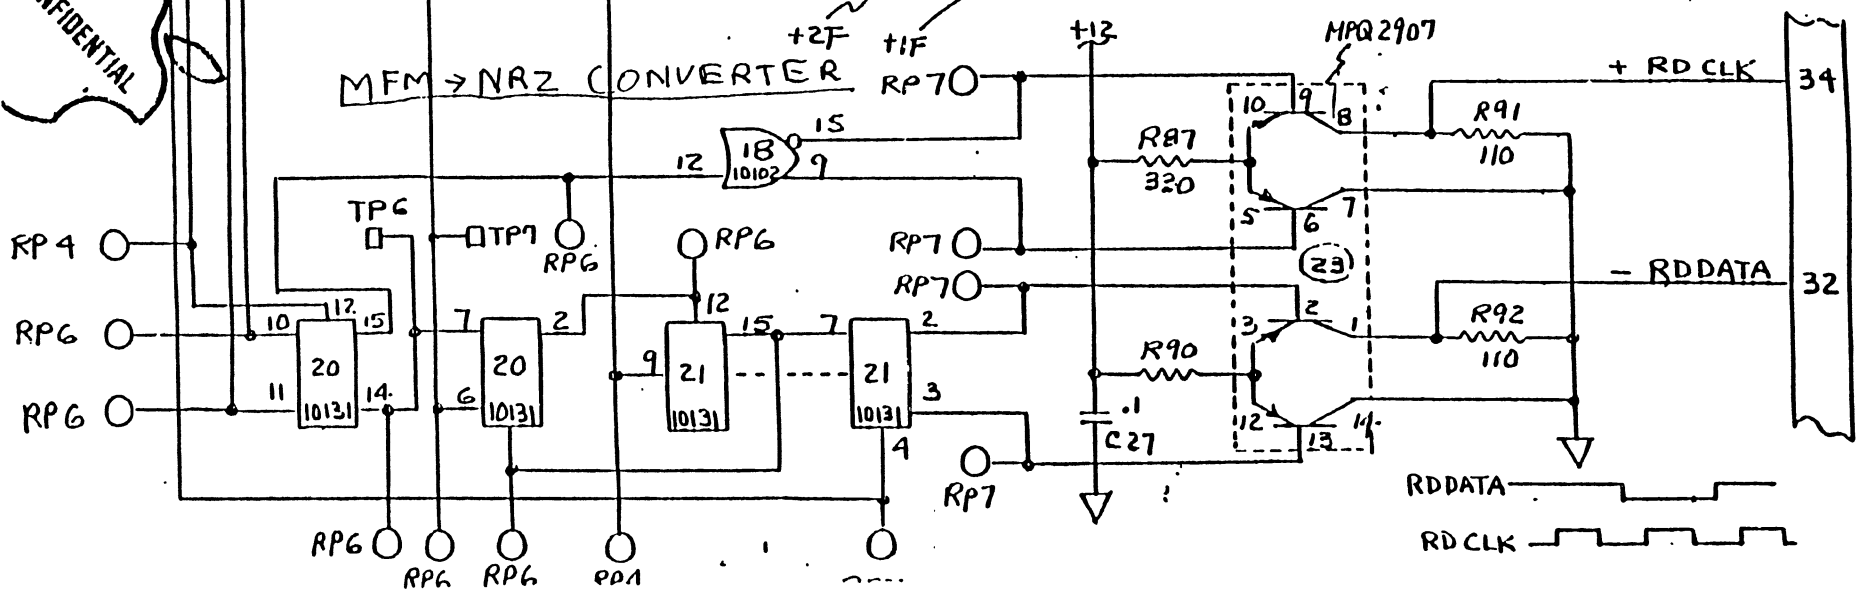 CONFIDENTIAL
+2F
+1F
+12
MPQ2907
MFM → NRZ CONVERTER
RP7
+ RD CLK
34
10
9
8
R91
110
15
18
10102
12
9
R87
320
5
6
7
TP6
TP7
RP6
RP6
RP4
RP7
23
RP7
- RDDATA
32
RP6
10
12
15
7
2
12
15
7
2
3
2
1
R92
110
20
20
9
21
21
R90
RP6
11
10131
14
6
10131
10131
10131
3
4
.1
C27
12
13
14
RP7
RDDATA
RD CLK
RP6
RP6
RP6